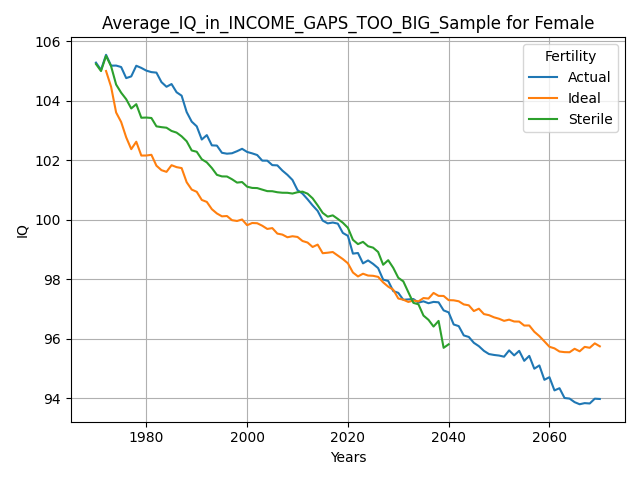 Average_IQ_in_INCOME_GAPS_TOO_BIG_Sample for Female
106
104
102
100
98
96
94
IQ
1980
2000
2020
2040
2060
Years
Fertility
Actual
Ideal
Sterile